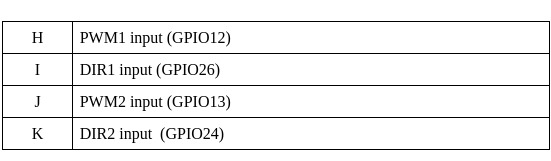 H PWM1 input (GPIO12)
I DIR1 input (GPIO26)
J PWM2 input (GPIO13)
K DIR2 input  (GPIO24)